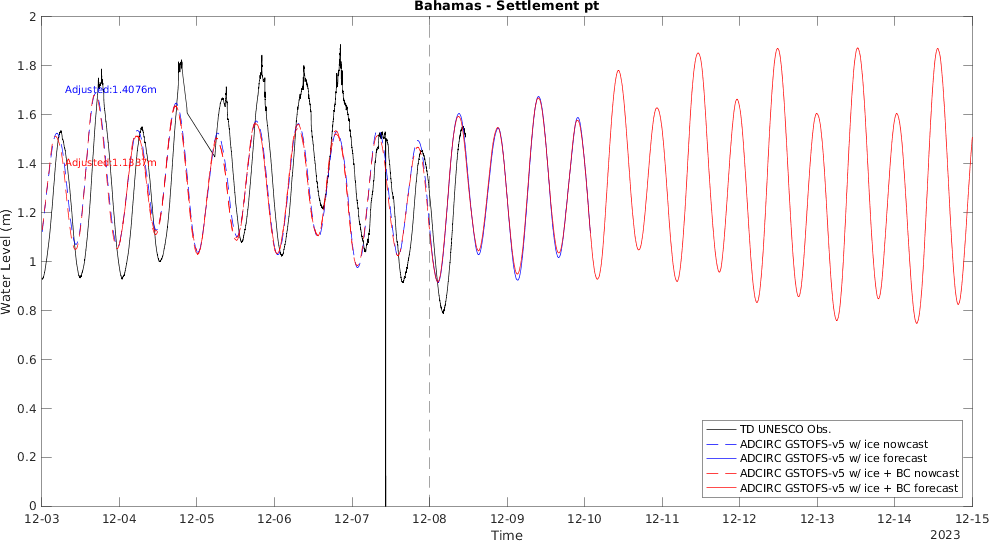 Bahamas - Settlement pt
Water Level (m)
2
1.8
1.6
1.4
1.2
1
0.8
0.6
0.4
0.2
0
Adjusted:1.4076m
Adjusted:1.1337m
TD UNESCO Obs.
ADCIRC GSTOFS-v5 w/ ice nowcast
ADCIRC GSTOFS-v5 w/ ice forecast
ADCIRC GSTOFS-v5 w/ ice + BC nowcast
ADCIRC GSTOFS-v5 w/ ice + BC forecast
12-03 12-04 12-05 12-06 12-07 12-08 12-09 12-10 12-11 12-12 12-13 12-14 12-15
Time
2023